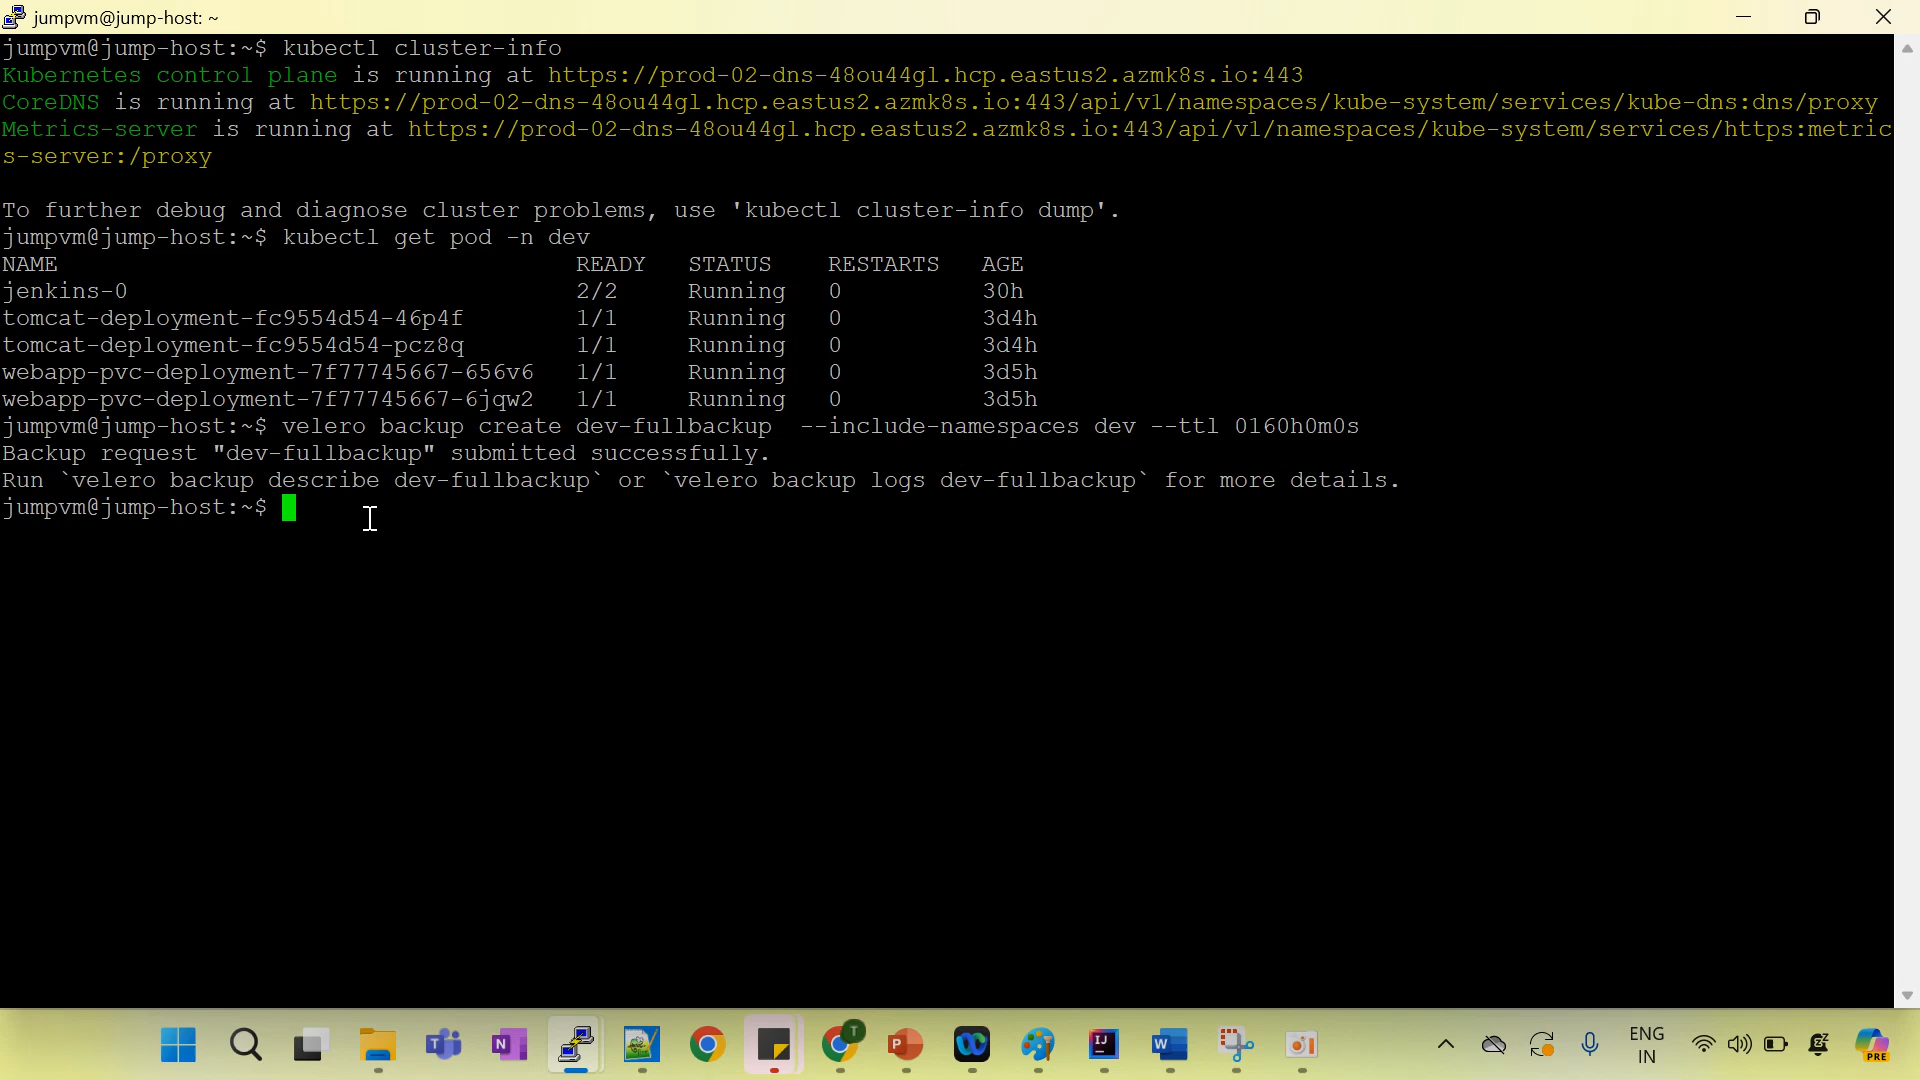 jumpvm@jump-host: ~
jumpvm@jump-host:~$ kubectl cluster-info
Kubernetes control plane is running at https://prod-02-dns-48ou44gl.hcp.eastus2.azmk8s.io:443
CoreDNS is running at https://prod-02-dns-48ou44gl.hcp.eastus2.azmk8s.io:443/api/v1/namespaces/kube-system/services/kube-dns:dns/proxy
Metrics-server is running at https://prod-02-dns-48ou44gl.hcp.eastus2.azmk8s.io:443/api/v1/namespaces/kube-system/services/https:metric
s-server:/proxy
To further debug and diagnose cluster problems, use 'kubectl cluster-info dump'.
jumpvm@jump-host:~$ kubectl get pod -n dev
NAME READY STATUS RESTARTS AGE
jenkins-0 2/2 Running 0 30h
tomcat-deployment-fc9554d54-46p4f 1/1 Running 0 3d4h
tomcat-deployment-fc9554d54-pcz8q 1/1 Running 0 3d4h
webapp-pvc-deployment-7f77745667-656v6 1/1 Running 0 3d5h
webapp-pvc-deployment-7f77745667-6jqw2 1/1 Running 0 3d5h
jumpvm@jump-host:~$ velero backup create dev-fullbackup  --include-namespaces dev --ttl 0160h0m0s
Backup request "dev-fullbackup" submitted successfully.
Run `velero backup describe dev-fullbackup` or `velero backup logs dev-fullbackup` for more details.
jumpvm@jump-host:~$
ENG
IN
PRE